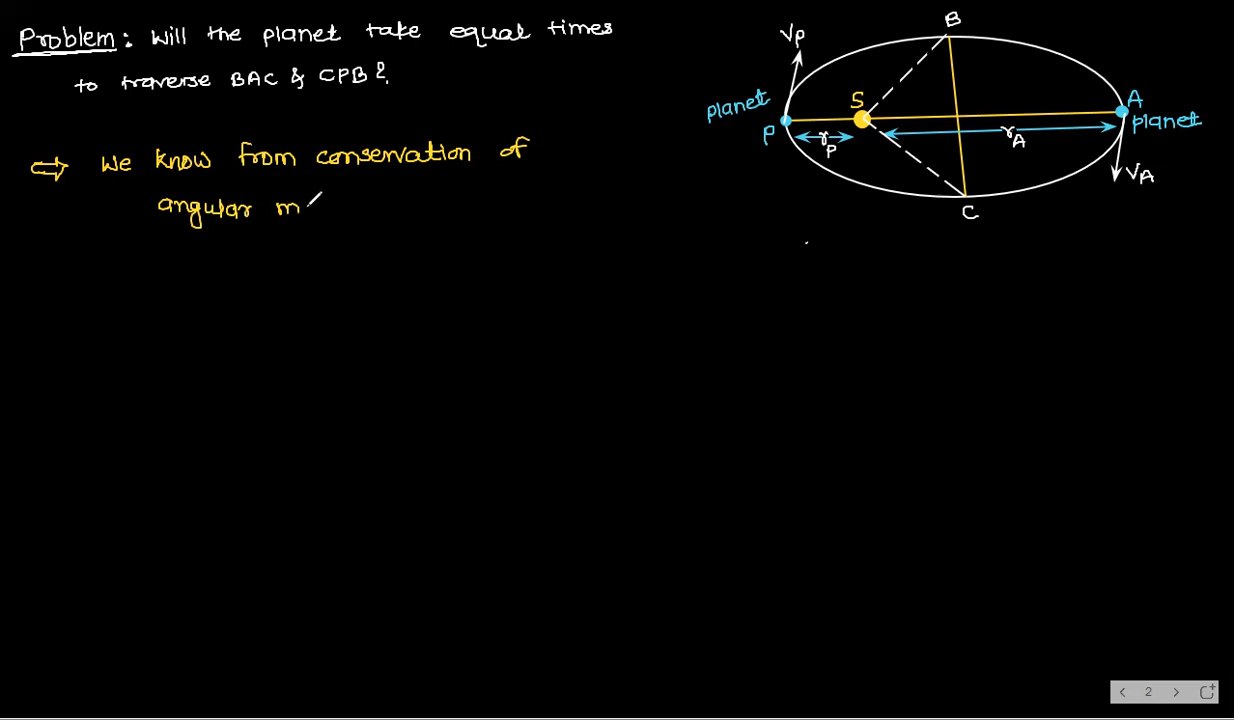 Problem: Will the planet take equal times
to traverse BAC & CPB?
⇒ We know from conservation of
angular m
B
VP
planet
S
A
planet
P
rP
rA
VA
C
2